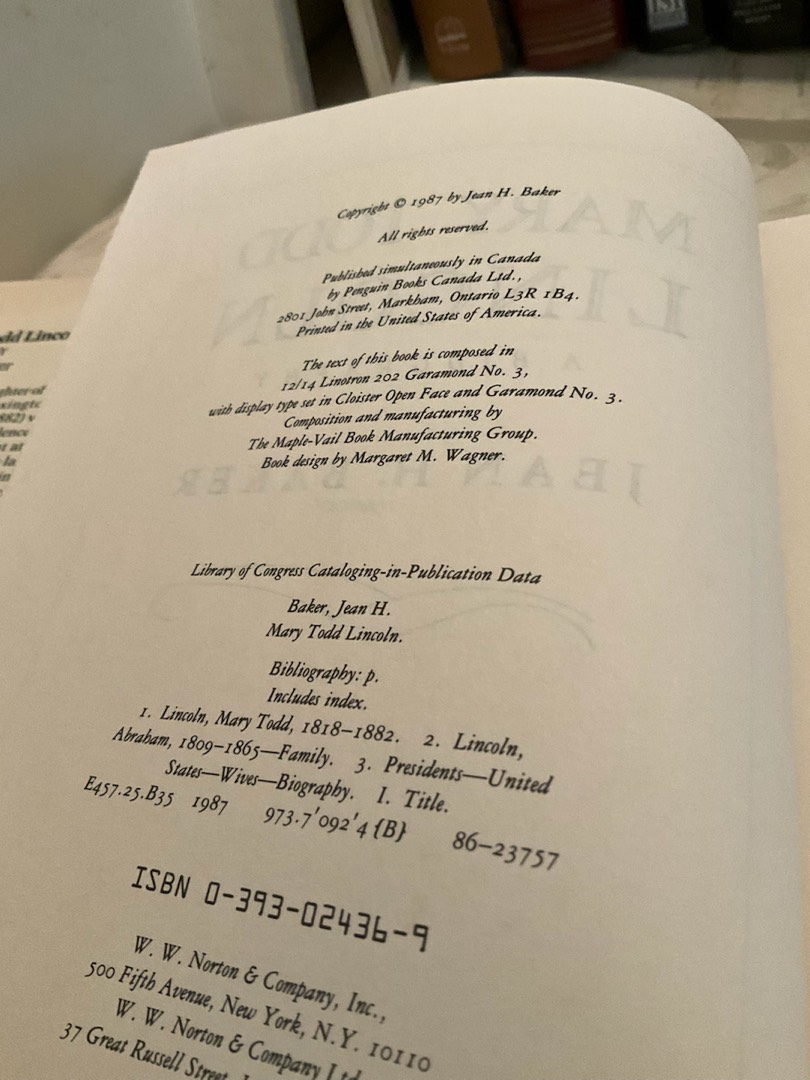 Copyright © 1987 by Jean H. Baker
All rights reserved.
Published simultaneously in Canada
by Penguin Books Canada Ltd.,
2801 John Street, Markham, Ontario L3R 1B4.
Printed in the United States of America.
The text of this book is composed in
12/14 Linotron 202 Garamond No. 3,
with display type set in Cloister Open Face and Garamond No. 3.
Composition and manufacturing by
The Maple-Vail Book Manufacturing Group.
Book design by Margaret M. Wagner.
Library of Congress Cataloging-in-Publication Data
Baker, Jean H.
Mary Todd Lincoln.
Bibliography: p.
Includes index.
1. Lincoln, Mary Todd, 1818–1882. 2. Lincoln,
Abraham, 1809–1865—Family. 3. Presidents—United
States—Wives—Biography. I. Title.
E457.25.B35 1987 973.7'092'4 {B} 86–23757
ISBN 0-393-02436-9
W. W. Norton & Company, Inc.,
500 Fifth Avenue, New York, N.Y. 10110
W. W. Norton & Company Ltd
37 Great Russell Street,